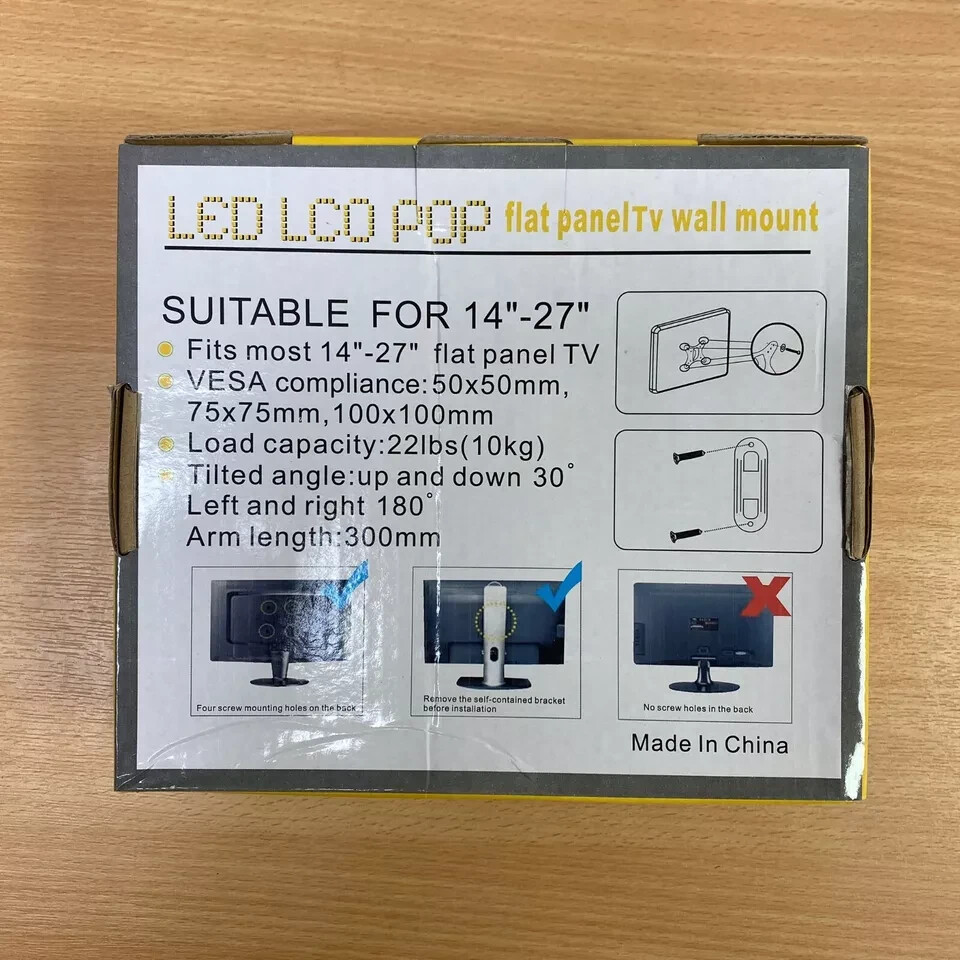 LED LCD POP flat panelTv wall mount
SUITABLE FOR 14"-27"
Fits most 14"-27" flat panel TV
VESA compliance:50x50mm,
75x75mm,100x100mm
Load capacity:22lbs(10kg)
Tilted angle:up and down 30°
Left and right 180°
Arm length:300mm
Four screw mounting holes on the back
Remove the self-contained bracket
before installation
No screw holes in the back
Made In China